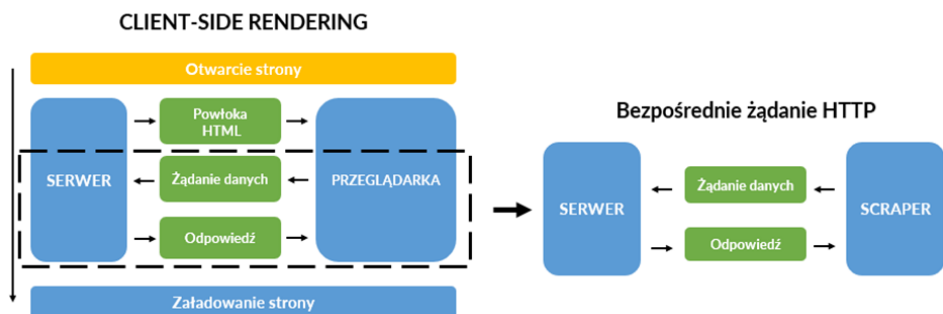 CLIENT-SIDE RENDERING
Otwarcie strony
Powłoka
HTML
SERWER
Żądanie danych
PRZEGLĄDARKA
Odpowiedź
Załadowanie strony
Bezpośrednie żądanie HTTP
SERWER
Żądanie danych
SCRAPER
Odpowiedź